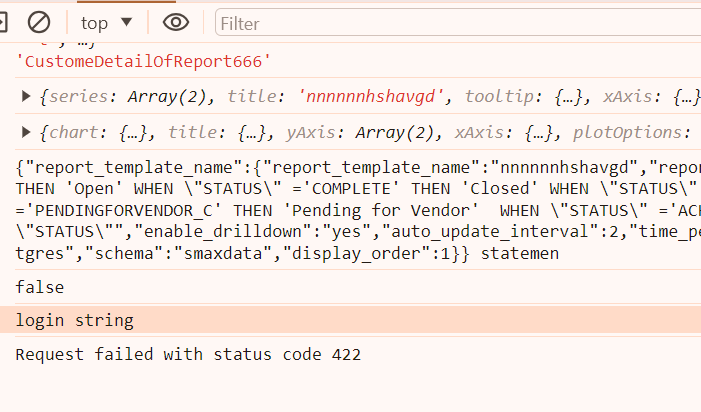 top
Filter
'CustomeDetailOfReport666'
{series: Array(2), title: 'nnnnnnhshavgd', tooltip: {…}, xAxis: {…}
{chart: {…}, title: {…}, yAxis: Array(2), xAxis: {…}, plotOptions:
{"report_template_name":{"report_template_name":"nnnnnnhshavgd","repor
THEN 'Open' WHEN \"STATUS\" ='COMPLETE' THEN 'Closed' WHEN \"STATUS\"
='PENDINGFORVENDOR_C' THEN 'Pending for Vendor'  WHEN \"STATUS\" ='ACK
\"STATUS\"","enable_drilldown":"yes","auto_update_interval":2,"time_pe
tgres","schema":"smaxdata","display_order":1}} statemen
false
login string
Request failed with status code 422